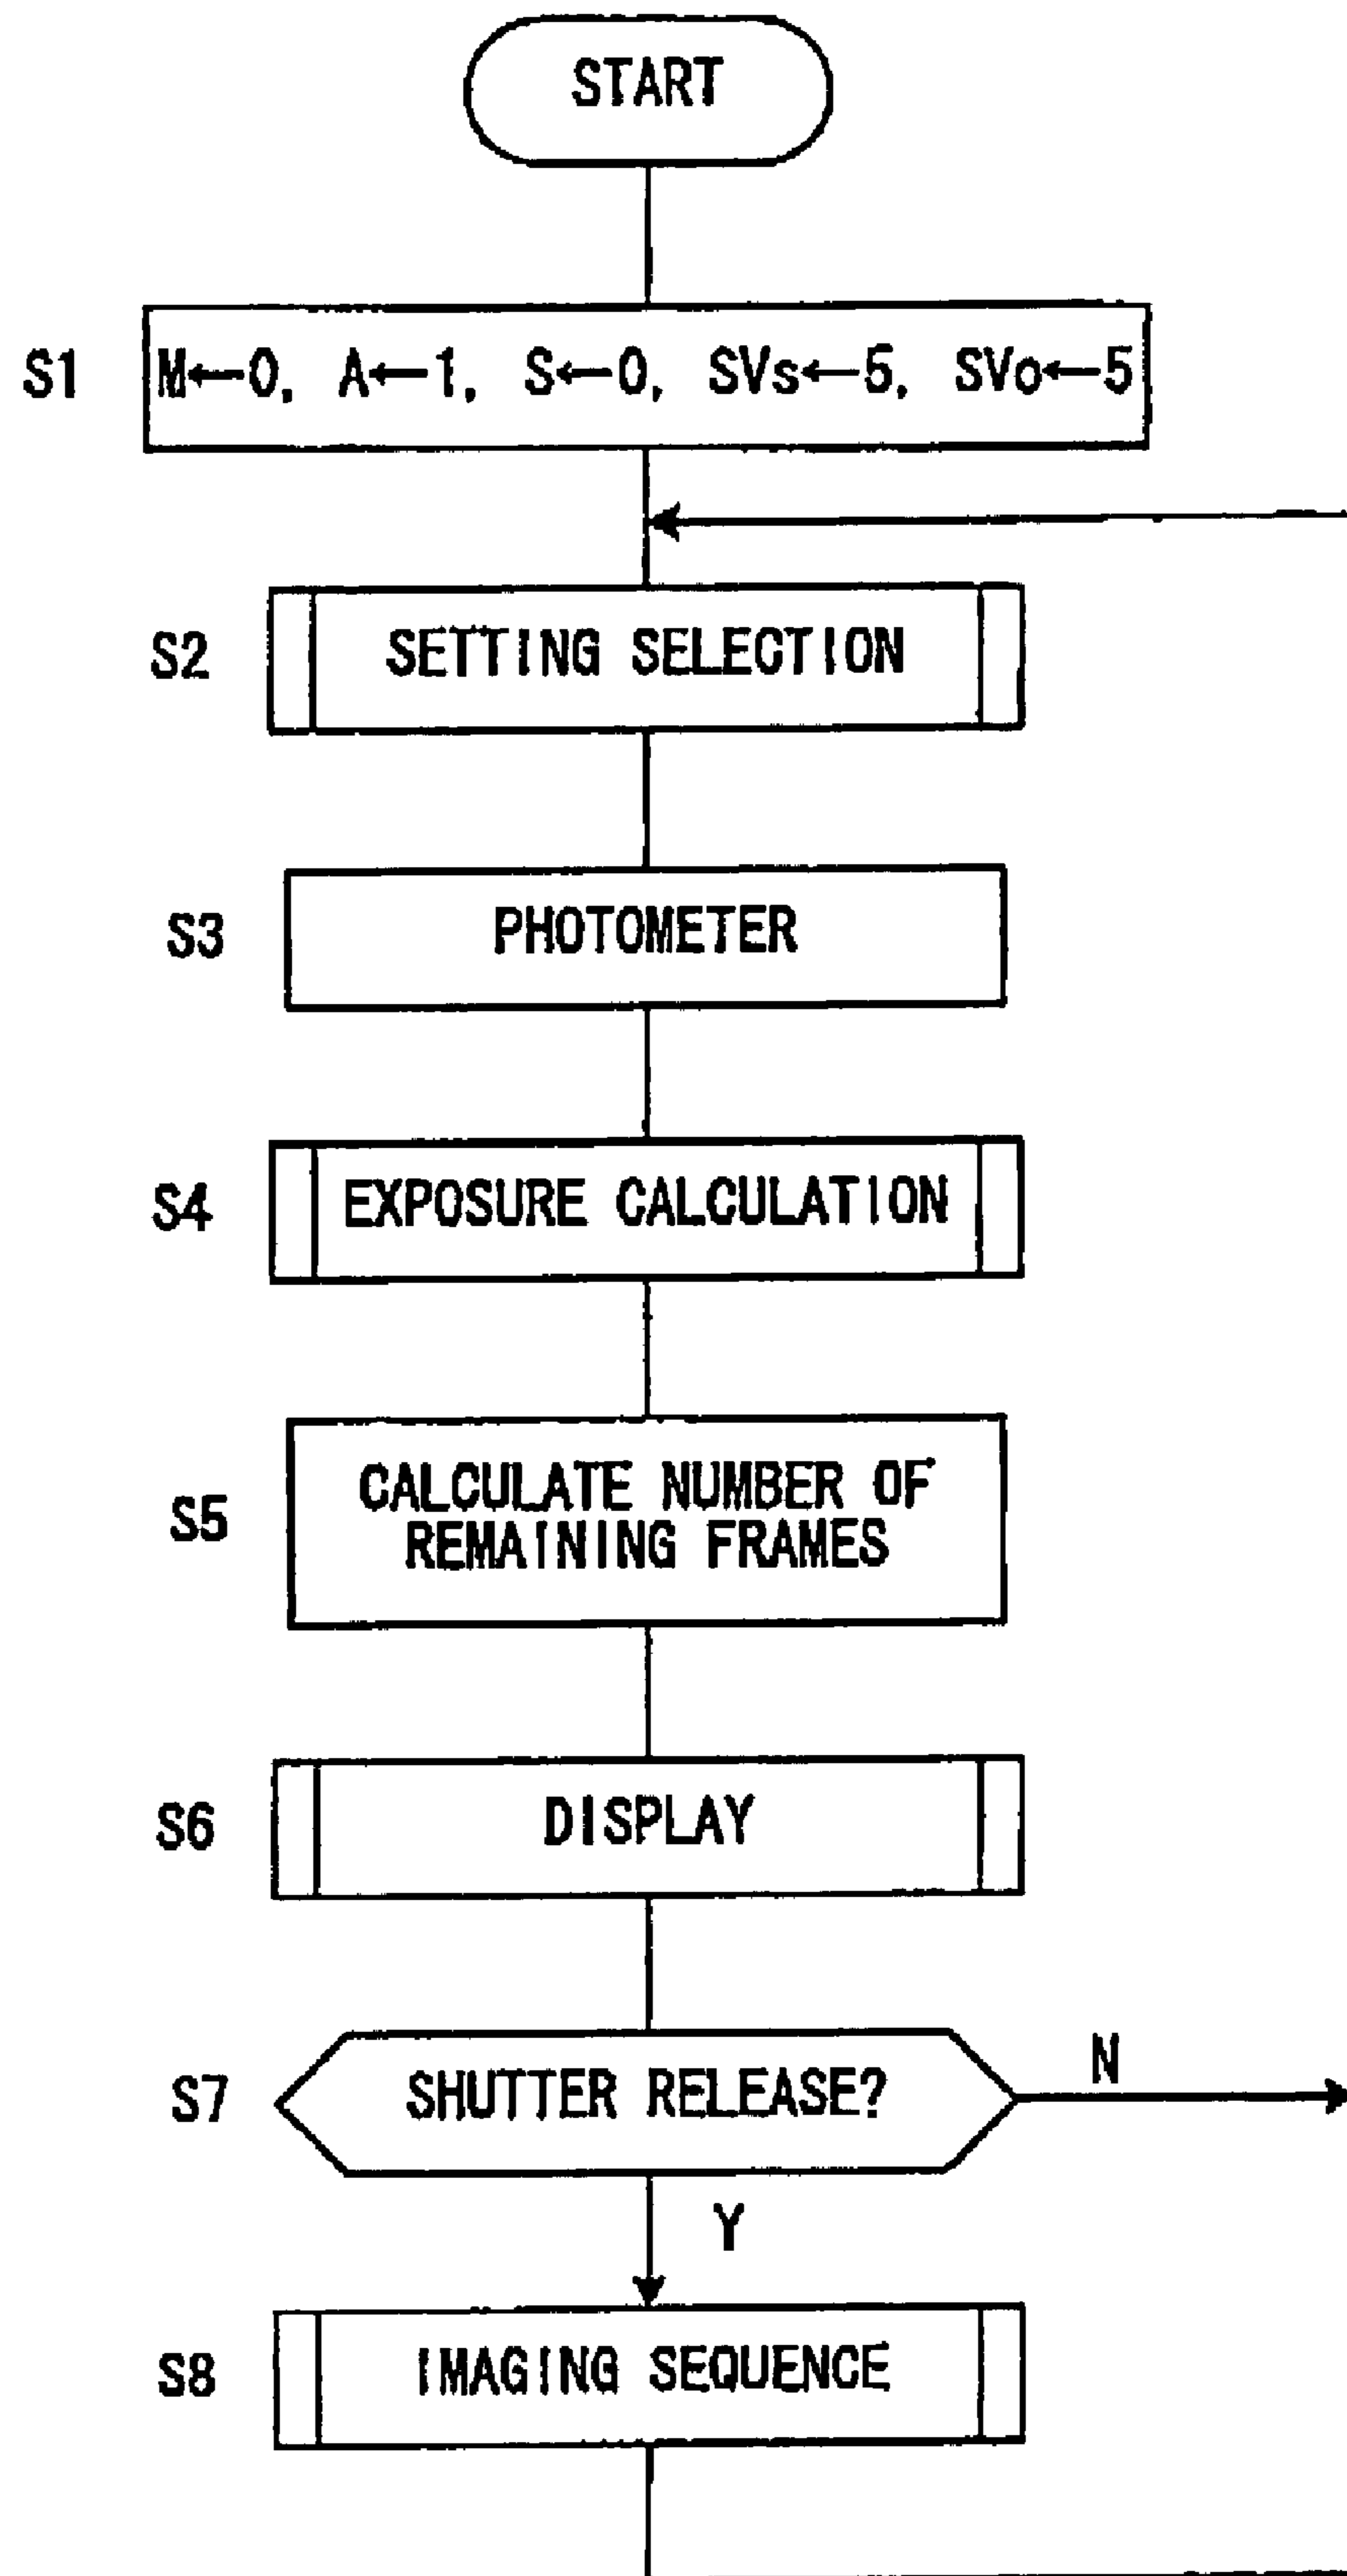 START
S1
M←0, A←1, S←0, SVs←5, SVo←5
S2
SETTING SELECTION
S3
PHOTOMETER
S4
EXPOSURE CALCULATION
S5
CALCULATE NUMBER OF
REMAINING FRAMES
S6
DISPLAY
S7
SHUTTER RELEASE?
N
Y
S8
IMAGING SEQUENCE